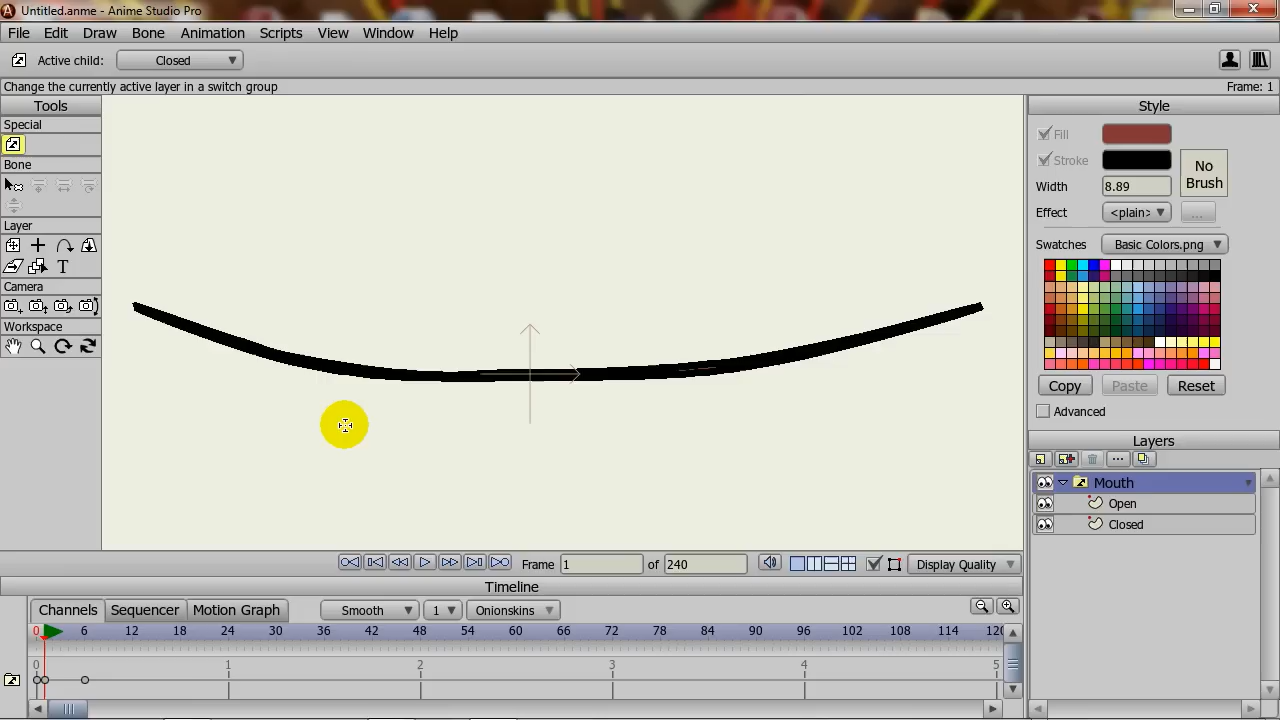 Untitled.anme - Anime Studio Pro
File Edit Draw Bone Animation Scripts View Window Help
Active child: Closed
Change the currently active layer in a switch group Frame: 1
Tools
Special
Bone
Layer
T
Camera
Workspace
Style
Fill
Stroke
No Brush
Width 8.89
Effect <plain> ...
Swatches Basic Colors.png
Copy Paste Reset
Advanced
Layers
Mouth
Open
Closed
Frame 1 of 240 Display Quality
Timeline
Channels Sequencer Motion Graph Smooth 1 Onionskins
0 6 12 18 24 30 36 42 48 54 60 66 72 78 84 90 96 102 108 114 120
0 1 2 3 4 5